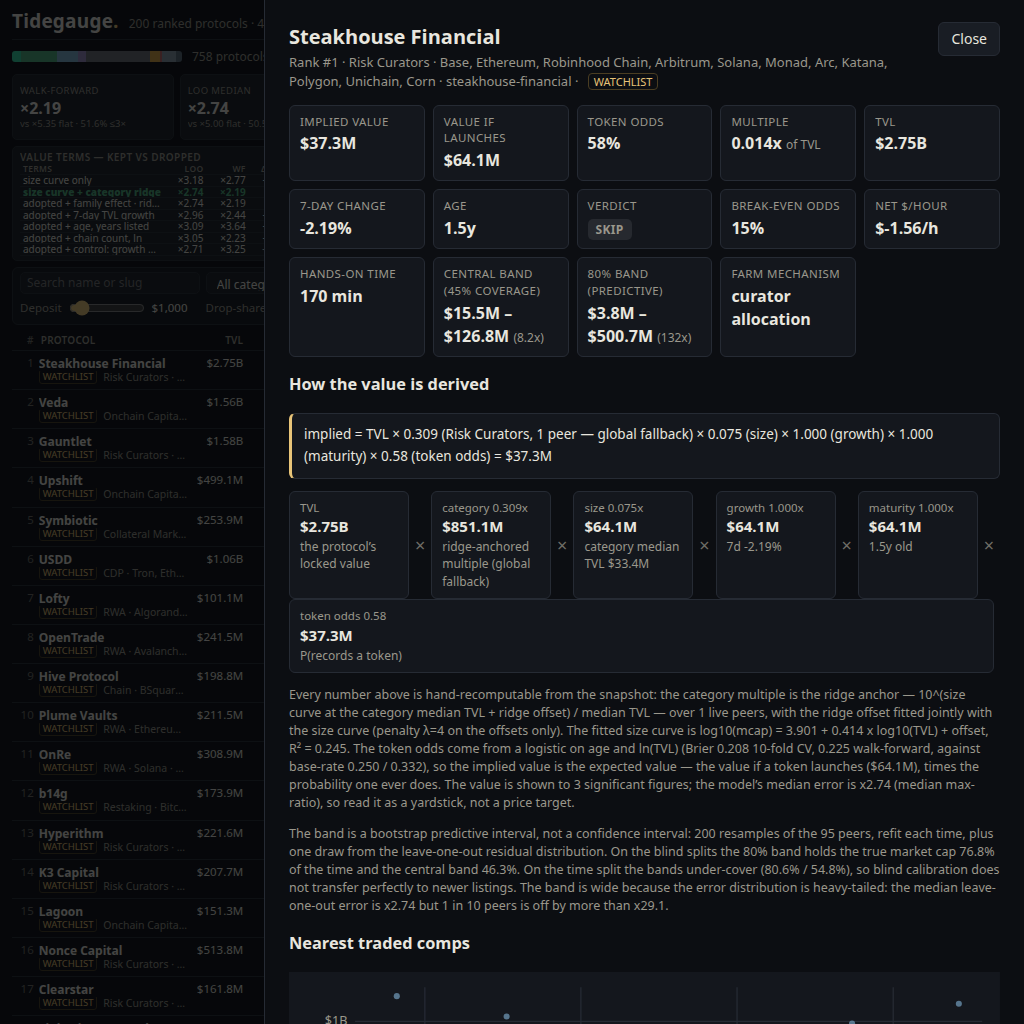 Tidegauge. 200 ranked protocols · 4
758 protocols
WALK-FORWARD
×2.19
vs ×5.35 flat · 51.6% ≤3×
LOO MEDIAN
×2.74
vs ×5.00 flat · 50.5
VALUE TERMS — KEPT VS DROPPED
TERMS LOO WF
size curve only ×3.18 ×2.77
size curve + category ridge ×2.74 ×2.19
adopted + family effect · rid... ×2.74 ×2.19
adopted + 7-day TVL growth ×2.96 ×2.44
adopted + age, years listed ×3.09 ×3.64
adopted + chain count, ln ×3.05 ×2.23
adopted + control: growth ... ×2.71 ×3.25
Search name or slug
All categ
Deposit $1,000 Drop-share
# PROTOCOL TVL
1 Steakhouse Financial $2.75B
WATCHLIST Risk Curators · ...
2 Veda $1.56B
WATCHLIST Onchain Capita...
3 Gauntlet $1.58B
WATCHLIST Risk Curators · ...
4 Upshift $499.1M
WATCHLIST Onchain Capita...
5 Symbiotic $253.9M
WATCHLIST Collateral Mark...
6 USDD $1.06B
WATCHLIST CDP · Tron, Eth...
7 Lofty $101.1M
WATCHLIST RWA · Algorand...
8 OpenTrade $241.5M
WATCHLIST RWA · Avalanch...
9 Hive Protocol $198.8M
WATCHLIST Chain · BSquar...
10 Plume Vaults $211.5M
WATCHLIST RWA · Ethereu...
11 OnRe $308.9M
WATCHLIST RWA · Solana · ...
12 b14g $173.9M
WATCHLIST Restaking · Bitc...
13 Hyperithm $221.6M
WATCHLIST Risk Curators · ...
14 K3 Capital $207.7M
WATCHLIST Risk Curators · ...
15 Lagoon $151.3M
WATCHLIST Onchain Capita...
16 Nonce Capital $513.8M
WATCHLIST Risk Curators · ...
17 Clearstar $161.8M
WATCHLIST Risk Curators · ...
Steakhouse Financial
Close
Rank #1 · Risk Curators · Base, Ethereum, Robinhood Chain, Arbitrum, Solana, Monad, Arc, Katana,
Polygon, Unichain, Corn · steakhouse-financial · WATCHLIST
IMPLIED VALUE
$37.3M
VALUE IF
LAUNCHES
$64.1M
TOKEN ODDS
58%
MULTIPLE
0.014x of TVL
TVL
$2.75B
7-DAY CHANGE
-2.19%
AGE
1.5y
VERDICT
SKIP
BREAK-EVEN ODDS
15%
NET $/HOUR
$-1.56/h
HANDS-ON TIME
170 min
CENTRAL BAND
(45% COVERAGE)
$15.5M –
$126.8M (8.2x)
80% BAND
(PREDICTIVE)
$3.8M –
$500.7M (132x)
FARM MECHANISM
curator
allocation
How the value is derived
implied = TVL × 0.309 (Risk Curators, 1 peer — global fallback) × 0.075 (size) × 1.000 (growth) × 1.000
(maturity) × 0.58 (token odds) = $37.3M
TVL
$2.75B
the protocol's
locked value
×
category 0.309x
$851.1M
ridge-anchored
multiple (global
fallback)
×
size 0.075x
$64.1M
category median
TVL $33.4M
×
growth 1.000x
$64.1M
7d -2.19%
×
maturity 1.000x
$64.1M
1.5y old
×
token odds 0.58
$37.3M
P(records a token)
Every number above is hand-recomputable from the snapshot: the category multiple is the ridge anchor — 10^(size
curve at the category median TVL + ridge offset) / median TVL — over 1 live peers, with the ridge offset fitted jointly with
the size curve (penalty λ=4 on the offsets only). The fitted size curve is log10(mcap) = 3.901 + 0.414 x log10(TVL) + offset,
R² = 0.245. The token odds come from a logistic on age and ln(TVL) (Brier 0.208 10-fold CV, 0.225 walk-forward, against
base-rate 0.250 / 0.332), so the implied value is the expected value — the value if a token launches ($64.1M), times the
probability one ever does. The value is shown to 3 significant figures; the model's median error is x2.74 (median max-
ratio), so read it as a yardstick, not a price target.
The band is a bootstrap predictive interval, not a confidence interval: 200 resamples of the 95 peers, refit each time, plus
one draw from the leave-one-out residual distribution. On the blind splits the 80% band holds the true market cap 76.8%
of the time and the central band 46.3%. On the time split the bands under-cover (80.6% / 54.8%), so blind calibration does
not transfer perfectly to newer listings. The band is wide because the error distribution is heavy-tailed: the median leave-
one-out error is x2.74 but 1 in 10 peers is off by more than x29.1.
Nearest traded comps
$1B